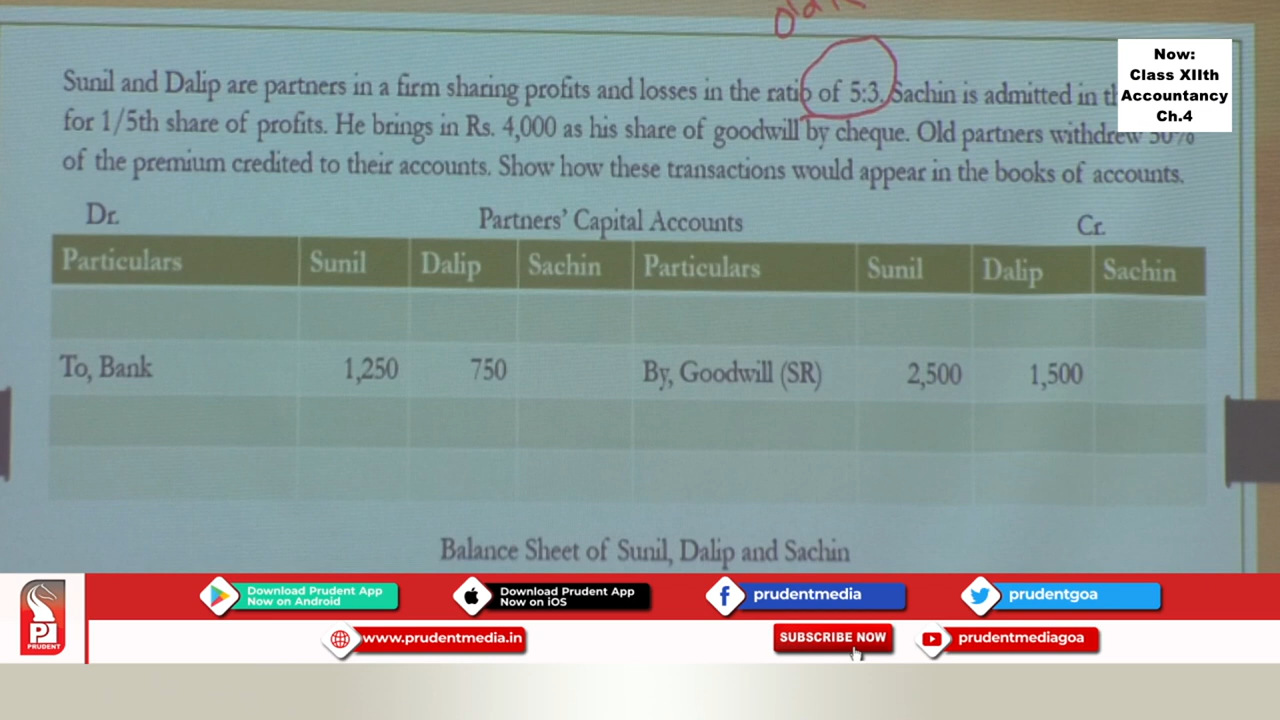 Old R
Now:
Class XIIth
Accountancy
Ch.4
Sunil and Dalip are partners in a firm sharing profits and losses in the ratio of 5:3. Sachin is admitted in
for 1/5th share of profits. He brings in Rs. 4,000 as his share of goodwill by cheque. Old partners withdrew 50%
of the premium credited to their accounts. Show how these transactions would appear in the books of accounts.
Dr. Partners' Capital Accounts Cr.
Particulars Sunil Dalip Sachin Particulars Sunil Dalip Sachin
To, Bank 1,250 750 By, Goodwill (SR) 2,500 1,500
Balance Sheet of Sunil, Dalip and Sachin
PRUDENT
Download Prudent App
Now on Android
Download Prudent App
Now on iOS
prudentmedia
prudentgoa
www.prudentmedia.in
SUBSCRIBE NOW
prudentmediagoa